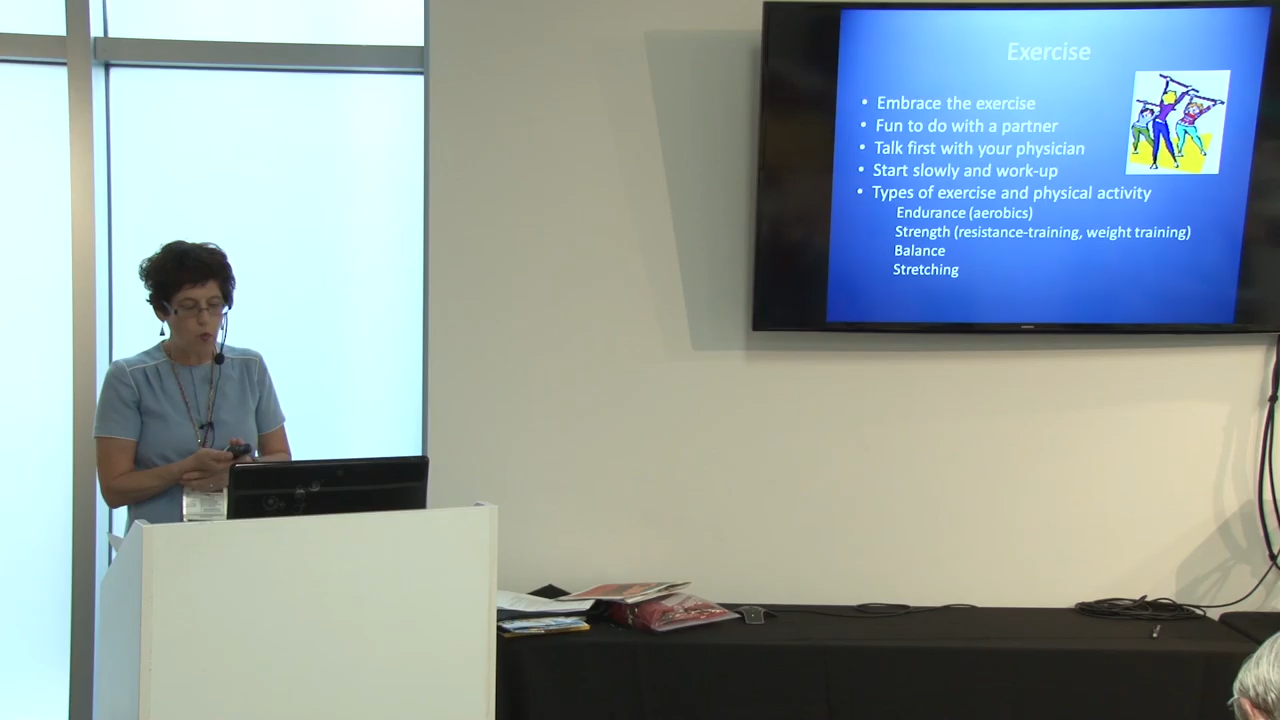 Exercise
• Embrace the exercise
• Fun to do with a partner
• Talk first with your physician
• Start slowly and work-up
• Types of exercise and physical activity
Endurance (aerobics)
Strength (resistance-training, weight training)
Balance
Stretching